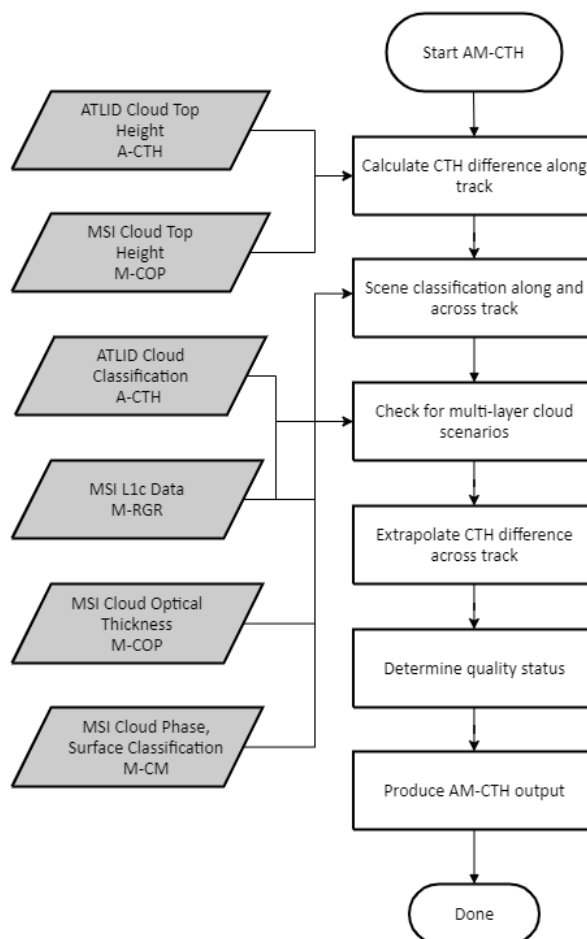 Start AM-CTH
ATLID Cloud Top
Height
A-CTH
Calculate CTH difference along
track
MSI Cloud Top
Height
M-COP
Scene classification along and
across track
ATLID Cloud
Classification
A-CTH
Check for multi-layer cloud
scenarios
MSI L1c Data
M-RGR
Extrapolate CTH difference
across track
MSI Cloud Optical
Thickness
M-COP
Determine quality status
MSI Cloud Phase,
Surface Classification
M-CM
Produce AM-CTH output
Done